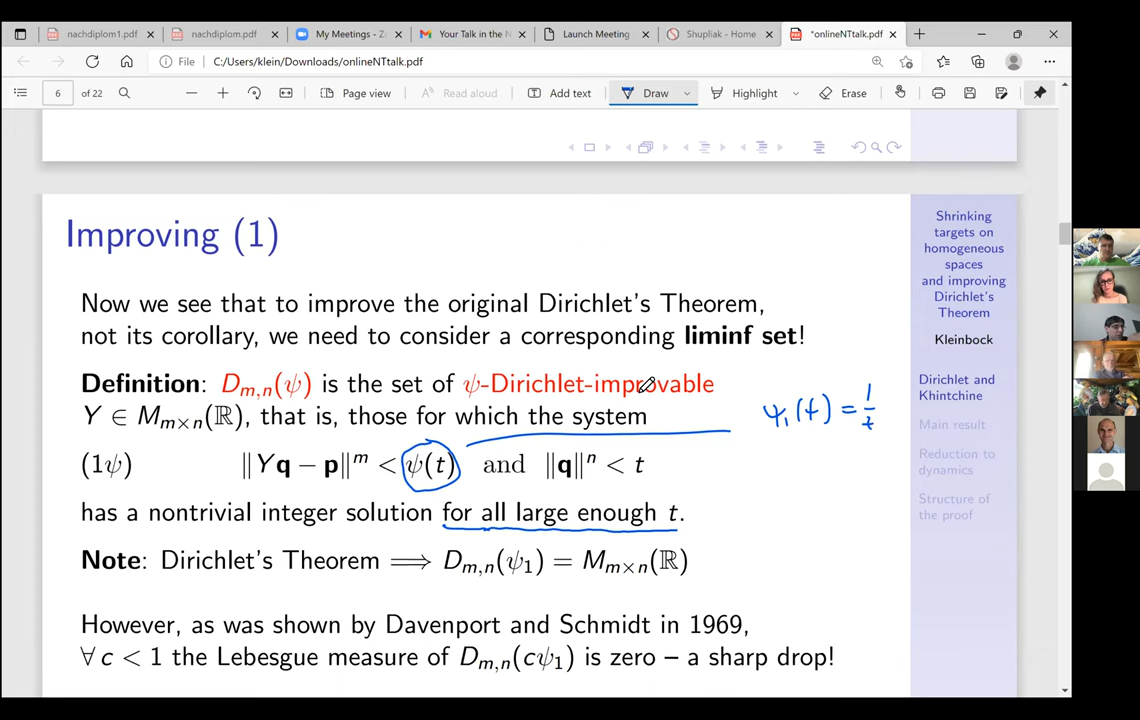 nachdiplom1.pdf
nachdiplom.pdf
My Meetings - Zo
Your Talk in the N
Launch Meeting
Shupliak - Home
*onlineNTtalk.pdf
File
C:/Users/klein/Downloads/onlineNTtalk.pdf
6
of 22
Page view
Read aloud
Add text
Draw
Highlight
Erase
Improving (1)
Now we see that to improve the original Dirichlet's Theorem,
not its corollary, we need to consider a corresponding liminf set!
Definition: D_{m,n}(ψ) is the set of ψ-Dirichlet-improvable
Y ∈ M_{m×n}(ℝ), that is, those for which the system
ψ₁(t) = 1/t
(1ψ) ‖Yq − p‖^m < ψ(t) and ‖q‖^n < t
has a nontrivial integer solution for all large enough t.
Note: Dirichlet's Theorem ⟹ D_{m,n}(ψ₁) = M_{m×n}(ℝ)
However, as was shown by Davenport and Schmidt in 1969,
∀ c < 1 the Lebesgue measure of D_{m,n}(cψ₁) is zero – a sharp drop!
Shrinking
targets on
homogeneous
spaces
and improving
Dirichlet's
Theorem
Kleinbock
Dirichlet and
Khintchine
Main result
Reduction to
dynamics
Structure of
the proof